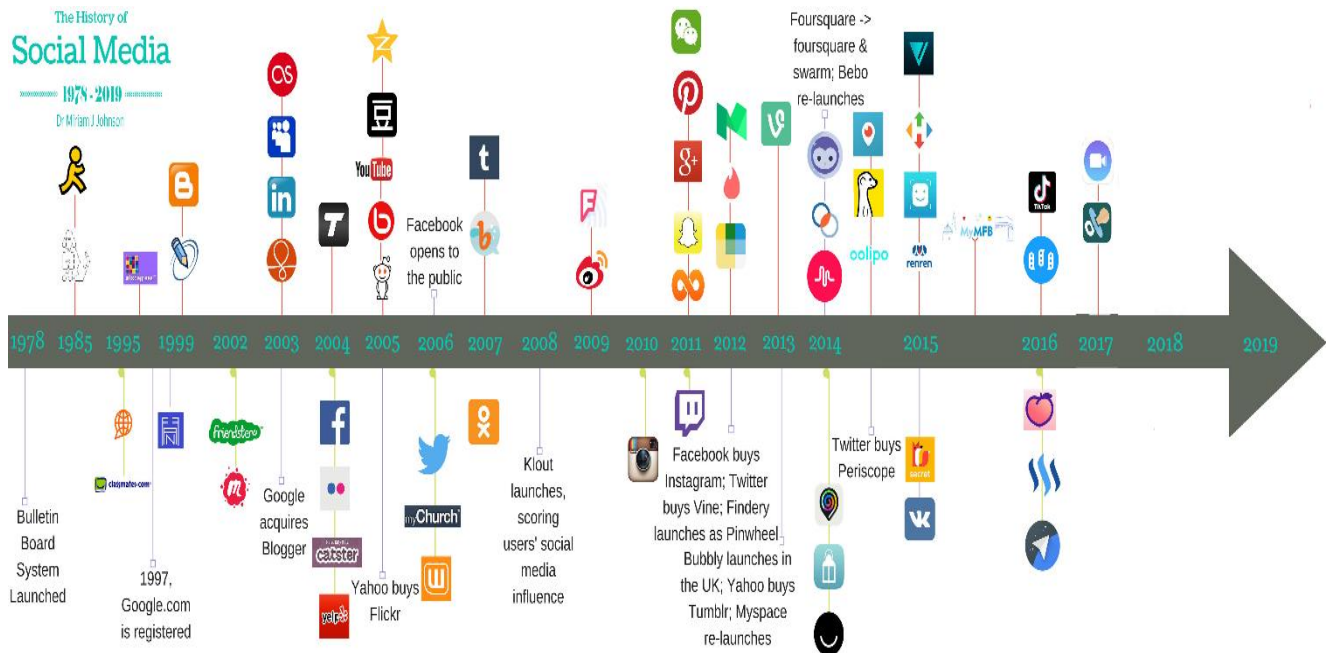 The History of
Social Media
1978 - 2019
Dr Miriam J Johnson
Foursquare ->
foursquare &
swarm; Bebo
re-launches
You Tube
Facebook
opens to
the public
g+
in
t
T
TikTok
MyMFB
oolipo
renren
1978 1985 1995 1999 2002 2003 2004 2005 2006 2007 2008 2009 2010 2011 2012 2013 2014 2015 2016 2017 2018 2019
Bulletin
Board
System
Launched
classmates.com
1997,
Google.com
is registered
friendster
m
Google
acquires
Blogger
f
catster
yelp
Yahoo buys
Flickr
myChurch
Klout
launches,
scoring
users' social
media
influence
Facebook buys
Instagram; Twitter
buys Vine; Findery
launches as Pinwheel
Bubbly launches in
the UK; Yahoo buys
Tumblr; Myspace
re-launches
Twitter buys
Periscope
secret